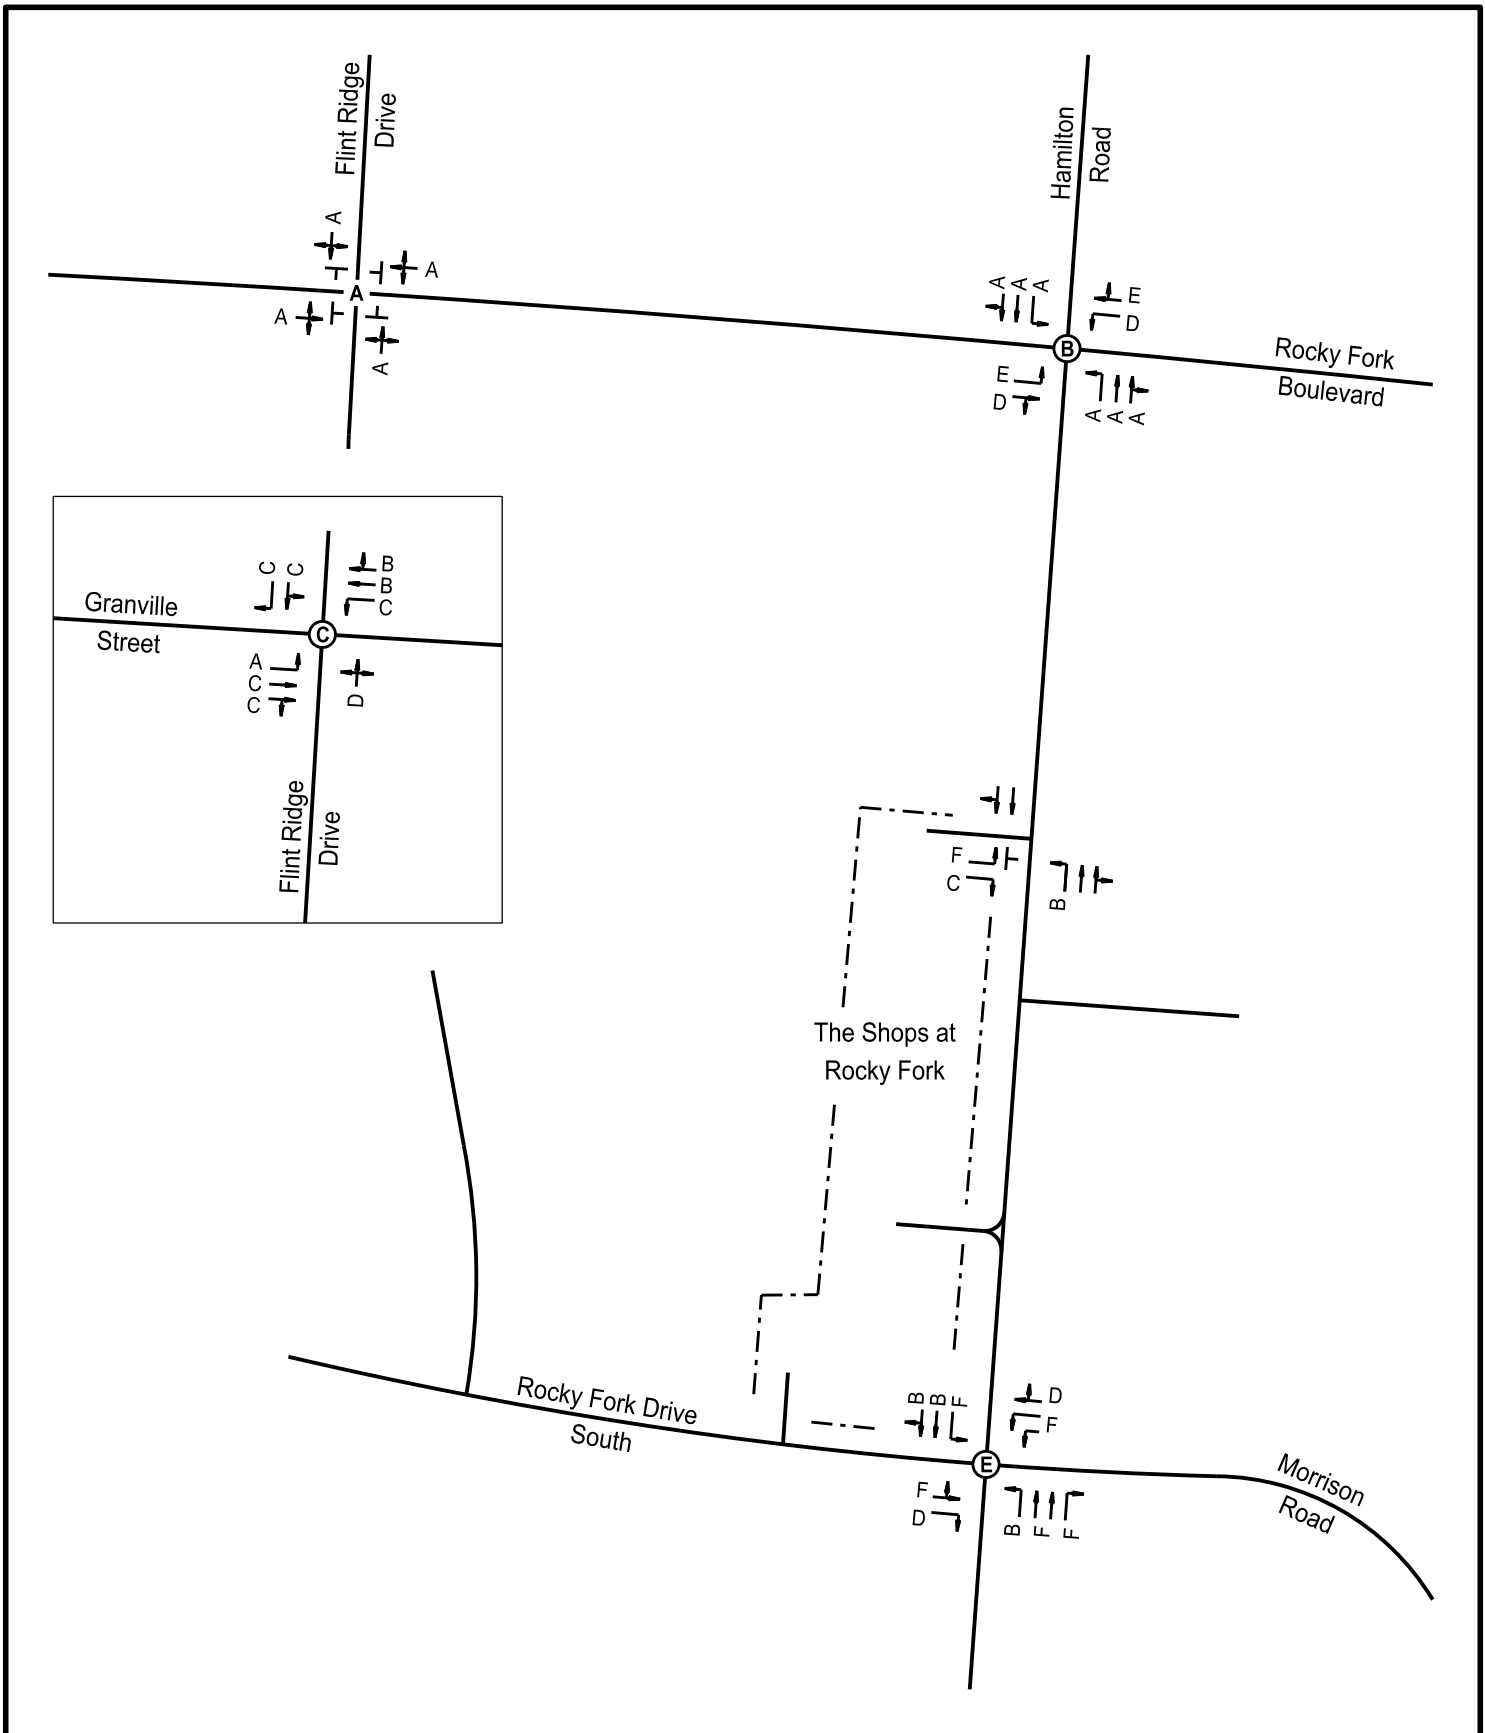 Flint Ridge
Drive
Hamilton
Road
A
A
A
A
A
A
A
A
E
D
B
E
D
A
A
A
Rocky Fork
Boulevard
C
C
B
B
C
Granville
Street
C
A
C
C
D
Flint Ridge
Drive
F
C
B
The Shops at
Rocky Fork
Rocky Fork Drive
South
B
B
F
D
F
E
F
D
B
F
F
Morrison
Road